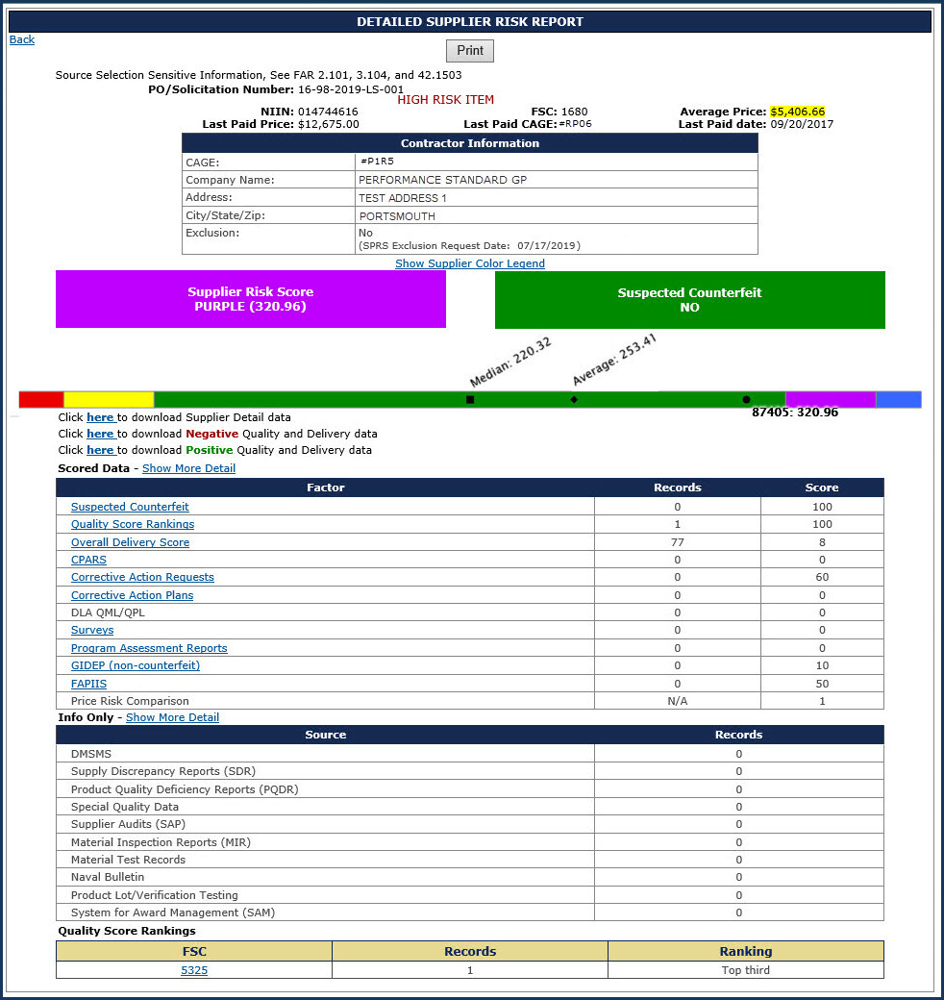 DETAILED SUPPLIER RISK REPORT
Back
Print
Source Selection Sensitive Information, See FAR 2.101, 3.104, and 42.1503
PO/Solicitation Number: 16-98-2019-LS-001
HIGH RISK ITEM
NIIN: 014744616 FSC: 1680 Average Price: $5,406.66
Last Paid Price: $12,675.00 Last Paid CAGE:#RP06 Last Paid date: 09/20/2017
Contractor Information
CAGE: #P1R5
Company Name: PERFORMANCE STANDARD GP
Address: TEST ADDRESS 1
City/State/Zip: PORTSMOUTH
Exclusion: No
(SPRS Exclusion Request Date: 07/17/2019)
Show Supplier Color Legend
Supplier Risk Score
PURPLE (320.96)
Suspected Counterfeit
NO
Median: 220.32
Average: 253.41
87405: 320.96
Click here to download Supplier Detail data
Click here to download Negative Quality and Delivery data
Click here to download Positive Quality and Delivery data
Scored Data - Show More Detail
Factor Records Score
Suspected Counterfeit 0 100
Quality Score Rankings 1 100
Overall Delivery Score 77 8
CPARS 0 0
Corrective Action Requests 0 60
Corrective Action Plans 0 0
DLA QML/QPL 0 0
Surveys 0 0
Program Assessment Reports 0 0
GIDEP (non-counterfeit) 0 10
FAPIIS 0 50
Price Risk Comparison N/A 1
Info Only - Show More Detail
Source Records
DMSMS 0
Supply Discrepancy Reports (SDR) 0
Product Quality Deficiency Reports (PQDR) 0
Special Quality Data 0
Supplier Audits (SAP) 0
Material Inspection Reports (MIR) 0
Material Test Records 0
Naval Bulletin 0
Product Lot/Verification Testing 0
System for Award Management (SAM) 0
Quality Score Rankings
FSC Records Ranking
5325 1 Top third